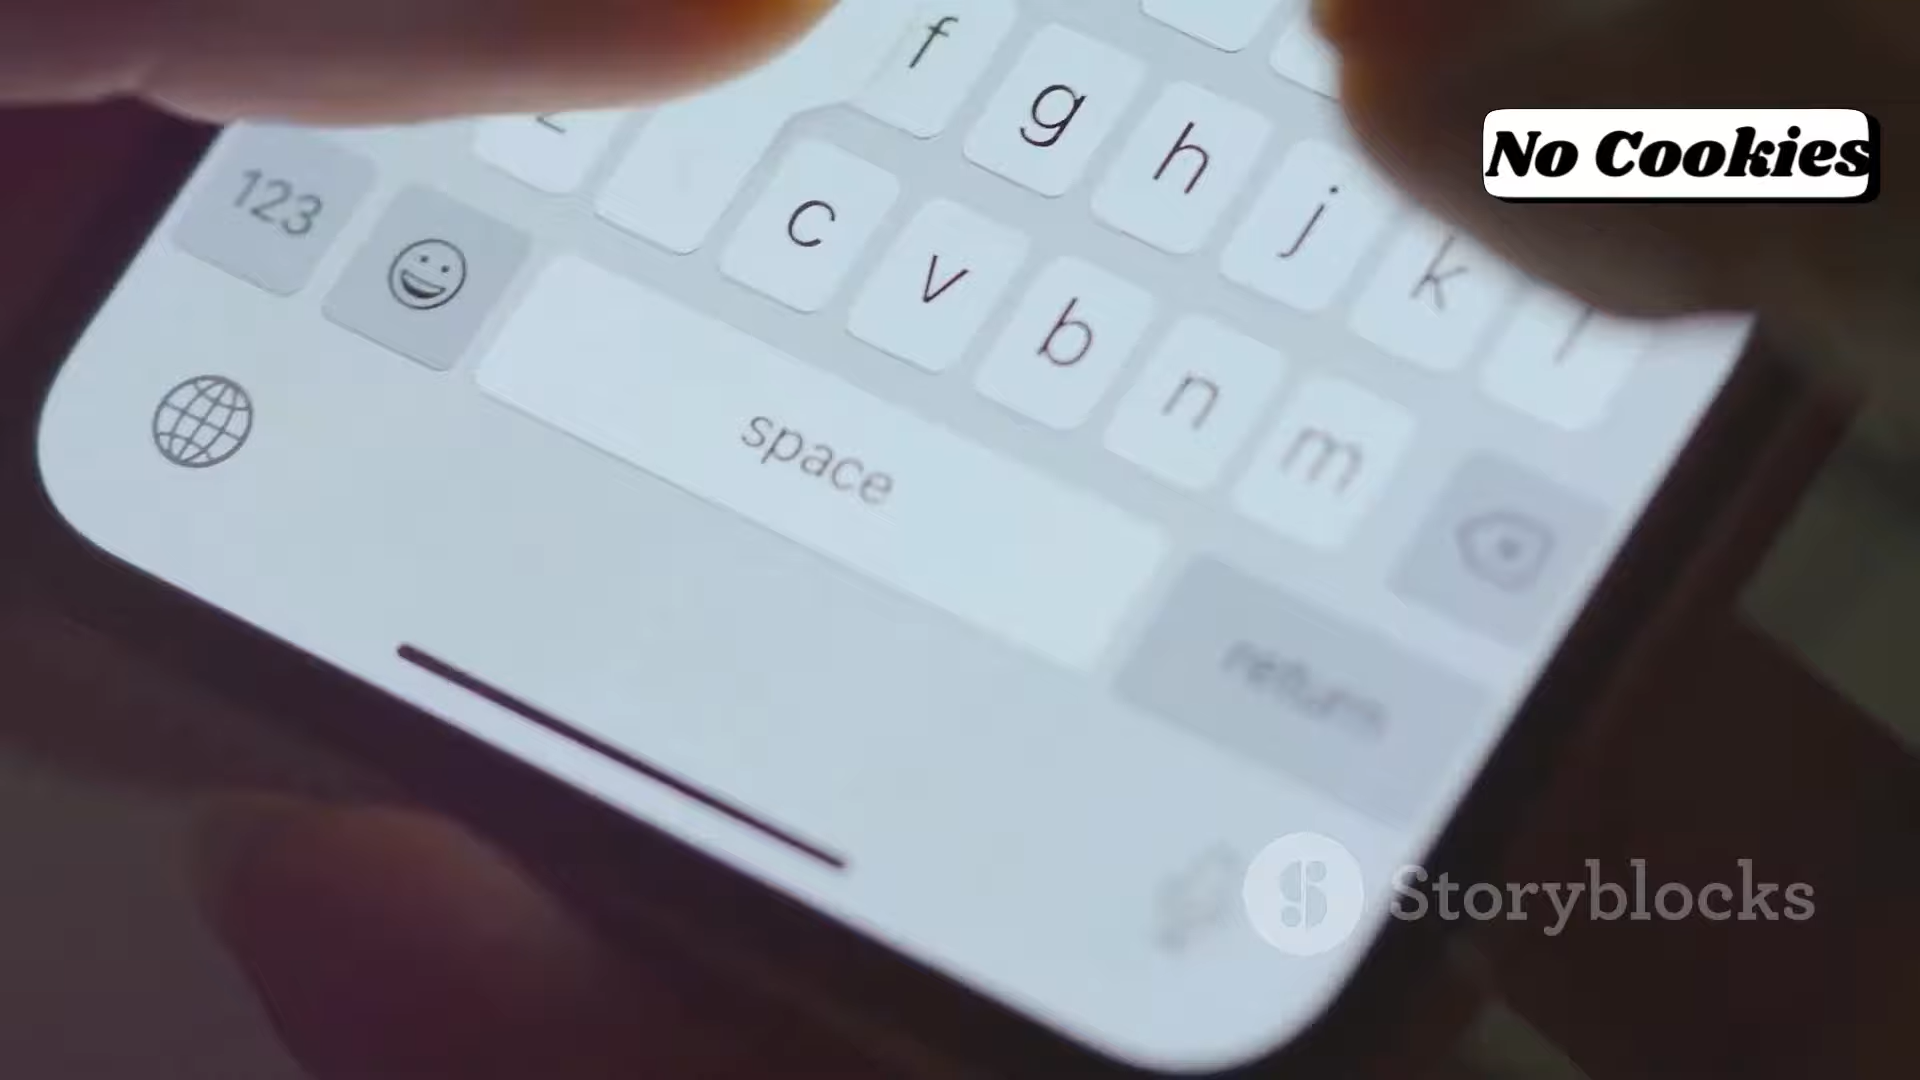 f
g h j k l
No Cookies
z c v b n m
123 space return
Storyblocks